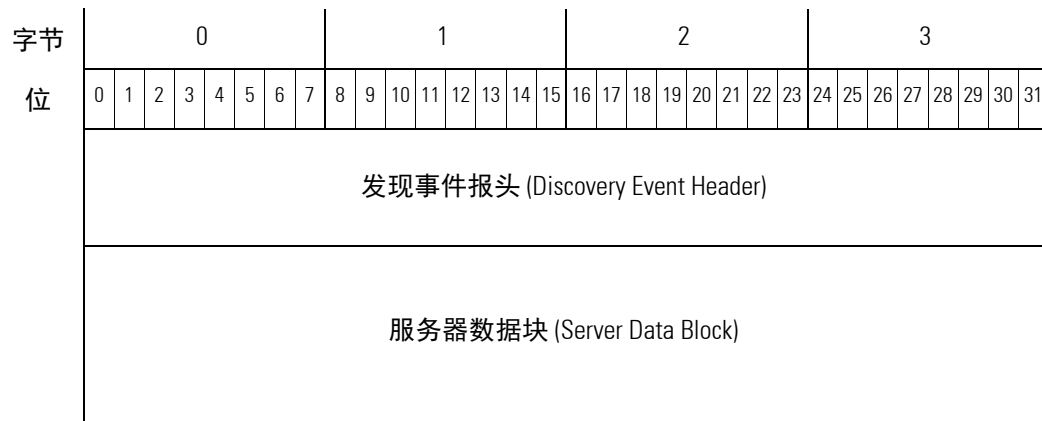 字节 0 1 2 3
位 0 1 2 3 4 5 6 7 8 9 10 11 12 13 14 15 16 17 18 19 20 21 22 23 24 25 26 27 28 29 30 31
发现事件报头 (Discovery Event Header)
服务器数据块 (Server Data Block)